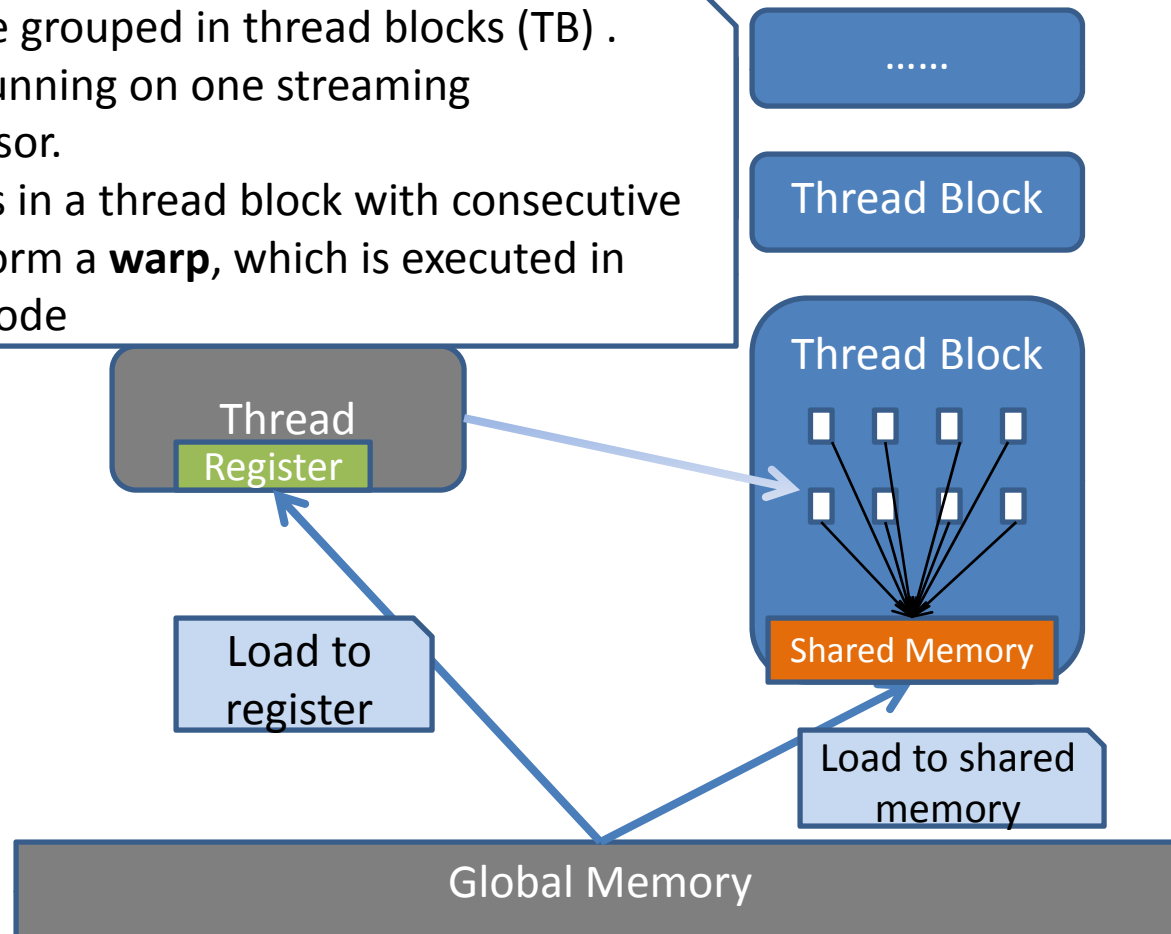 e grouped in thread blocks (TB) .
unning on one streaming
sor.
s in a thread block with consecutive
orm a warp, which is executed in
ode
......
Thread Block
Thread Block
Thread
Register
Shared Memory
Load to
register
Load to shared
memory
Global Memory